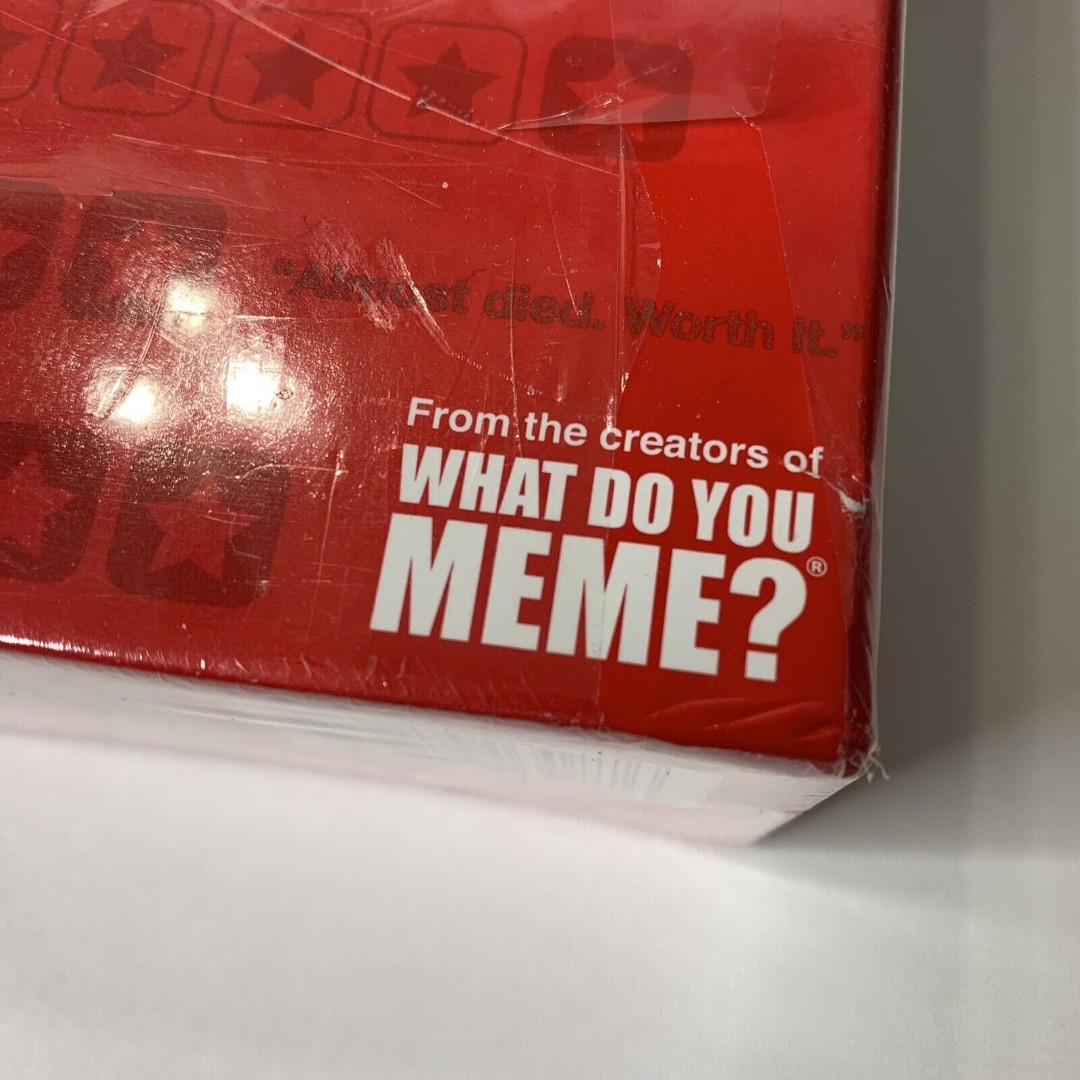 “Almost died. Worth it.”
From the creators of
WHAT DO YOU
MEME?®